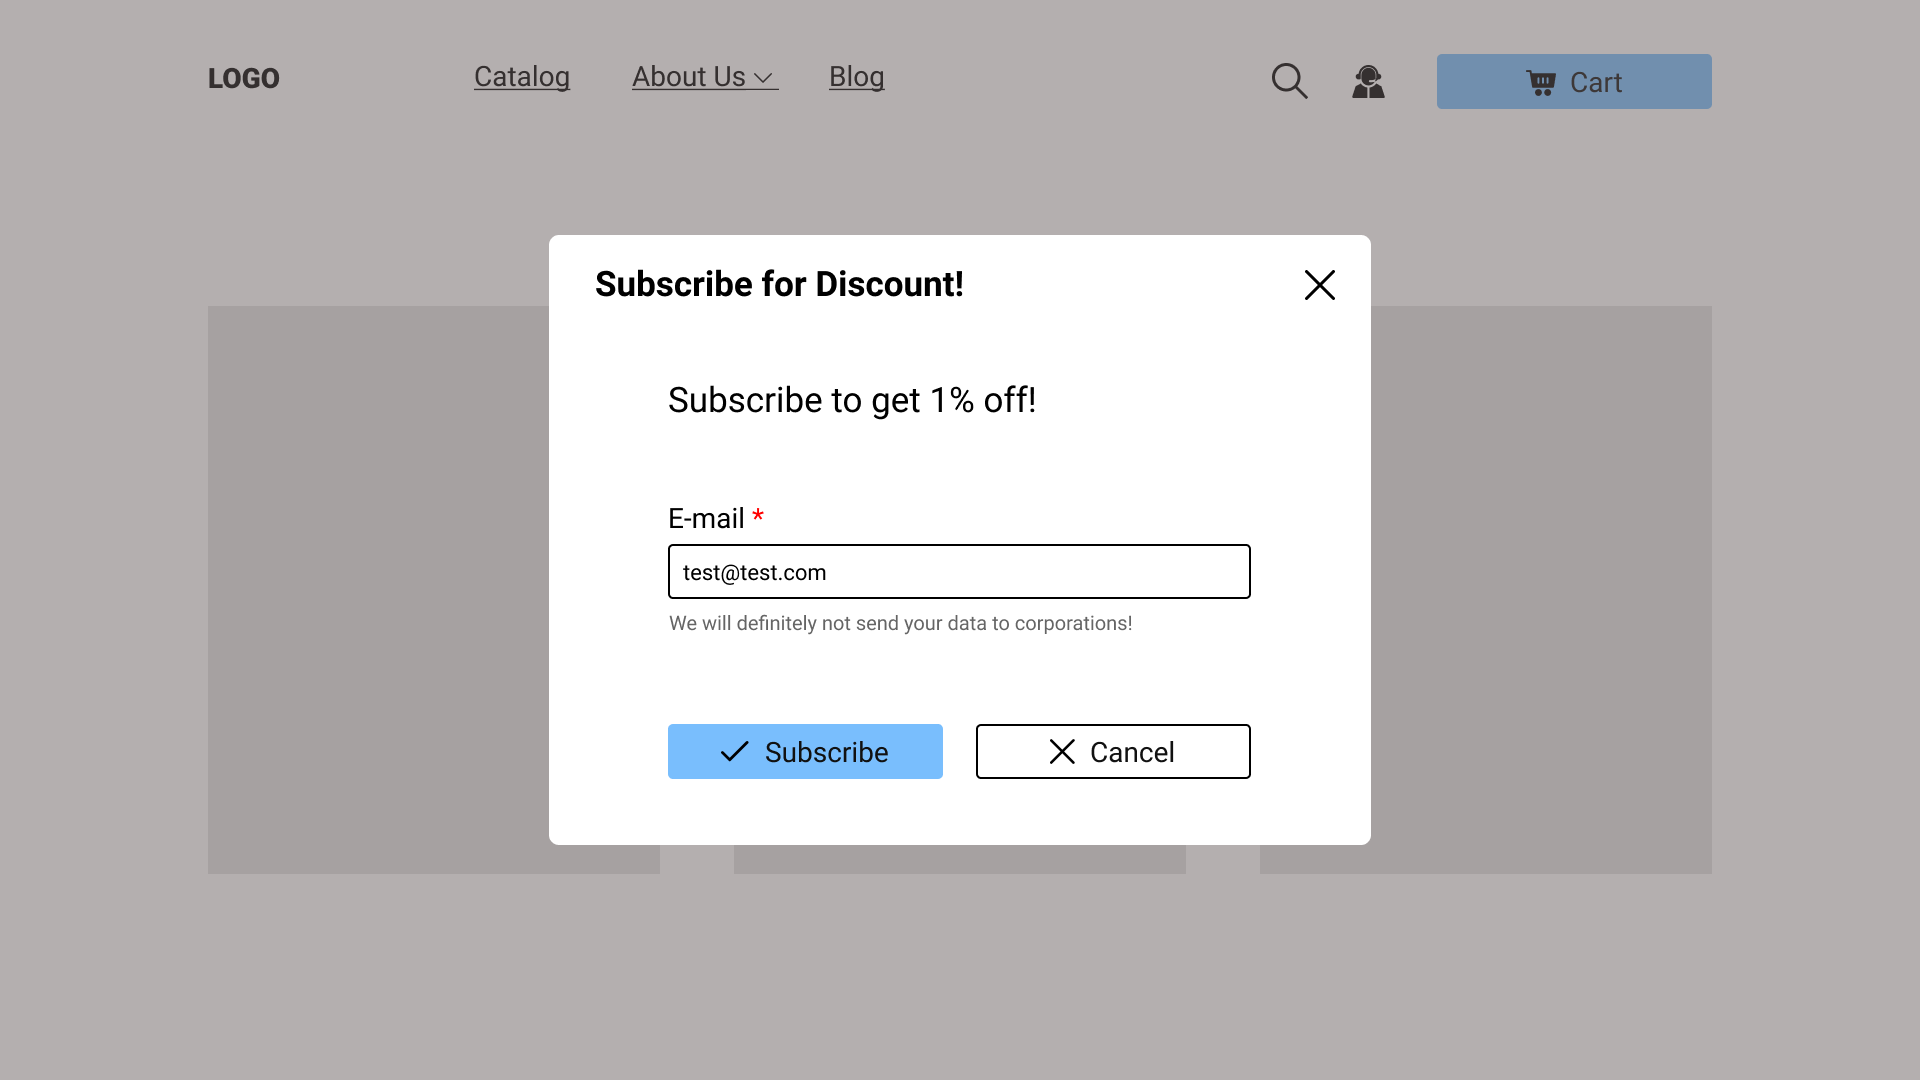 LOGO
Catalog
About Us
Blog
Cart
Subscribe for Discount!
Subscribe to get 1% off!
E-mail *
test@test.com
We will definitely not send your data to corporations!
Subscribe
Cancel